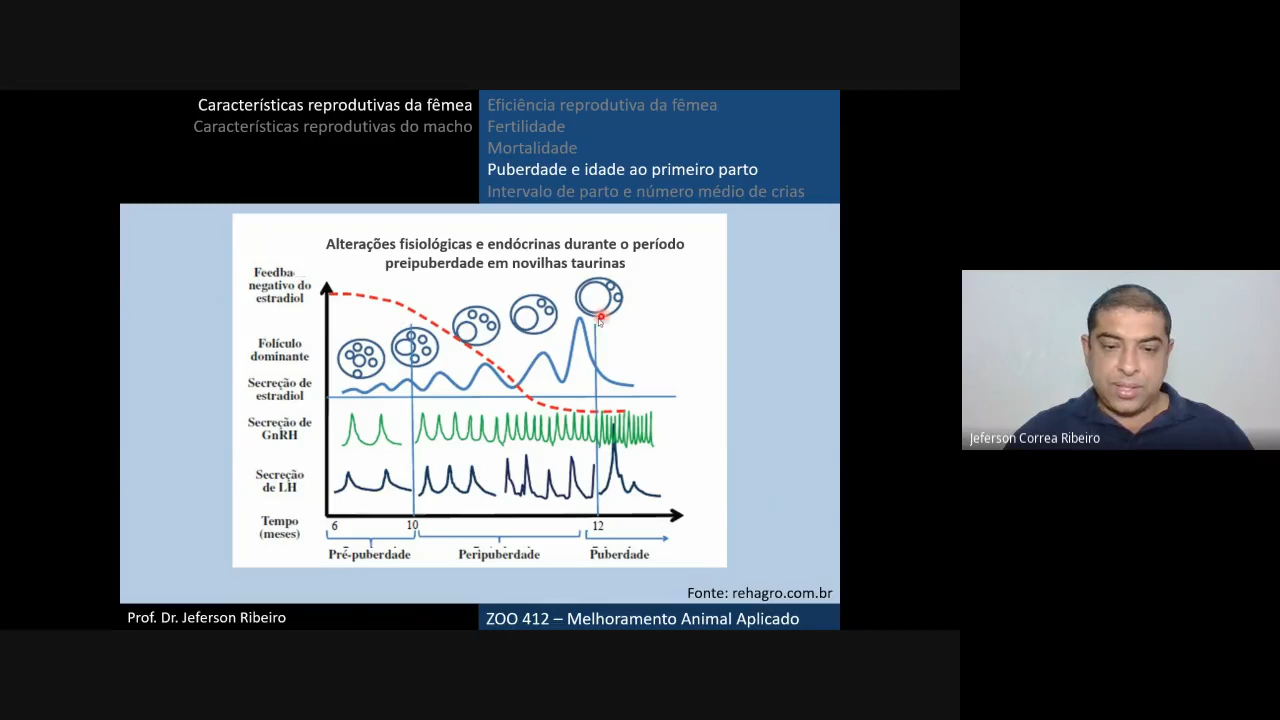 Características reprodutivas da fêmea
Características reprodutivas do macho
Eficiência reprodutiva da fêmea
Fertilidade
Mortalidade
Puberdade e idade ao primeiro parto
Intervalo de parto e número médio de crias
Alterações fisiológicas e endócrinas durante o período
preipuberdade em novilhas taurinas
Feedba
negativo do
estradiol
Folículo
dominante
Secreção de
estradiol
Secreção de
GnRH
Secreção
de LH
Tempo
(meses)
6 10 12
Pré-puberdade Peripuberdade Puberdade
Fonte: rehagro.com.br
Prof. Dr. Jeferson Ribeiro
ZOO 412 – Melhoramento Animal Aplicado
Jeferson Correa Ribeiro